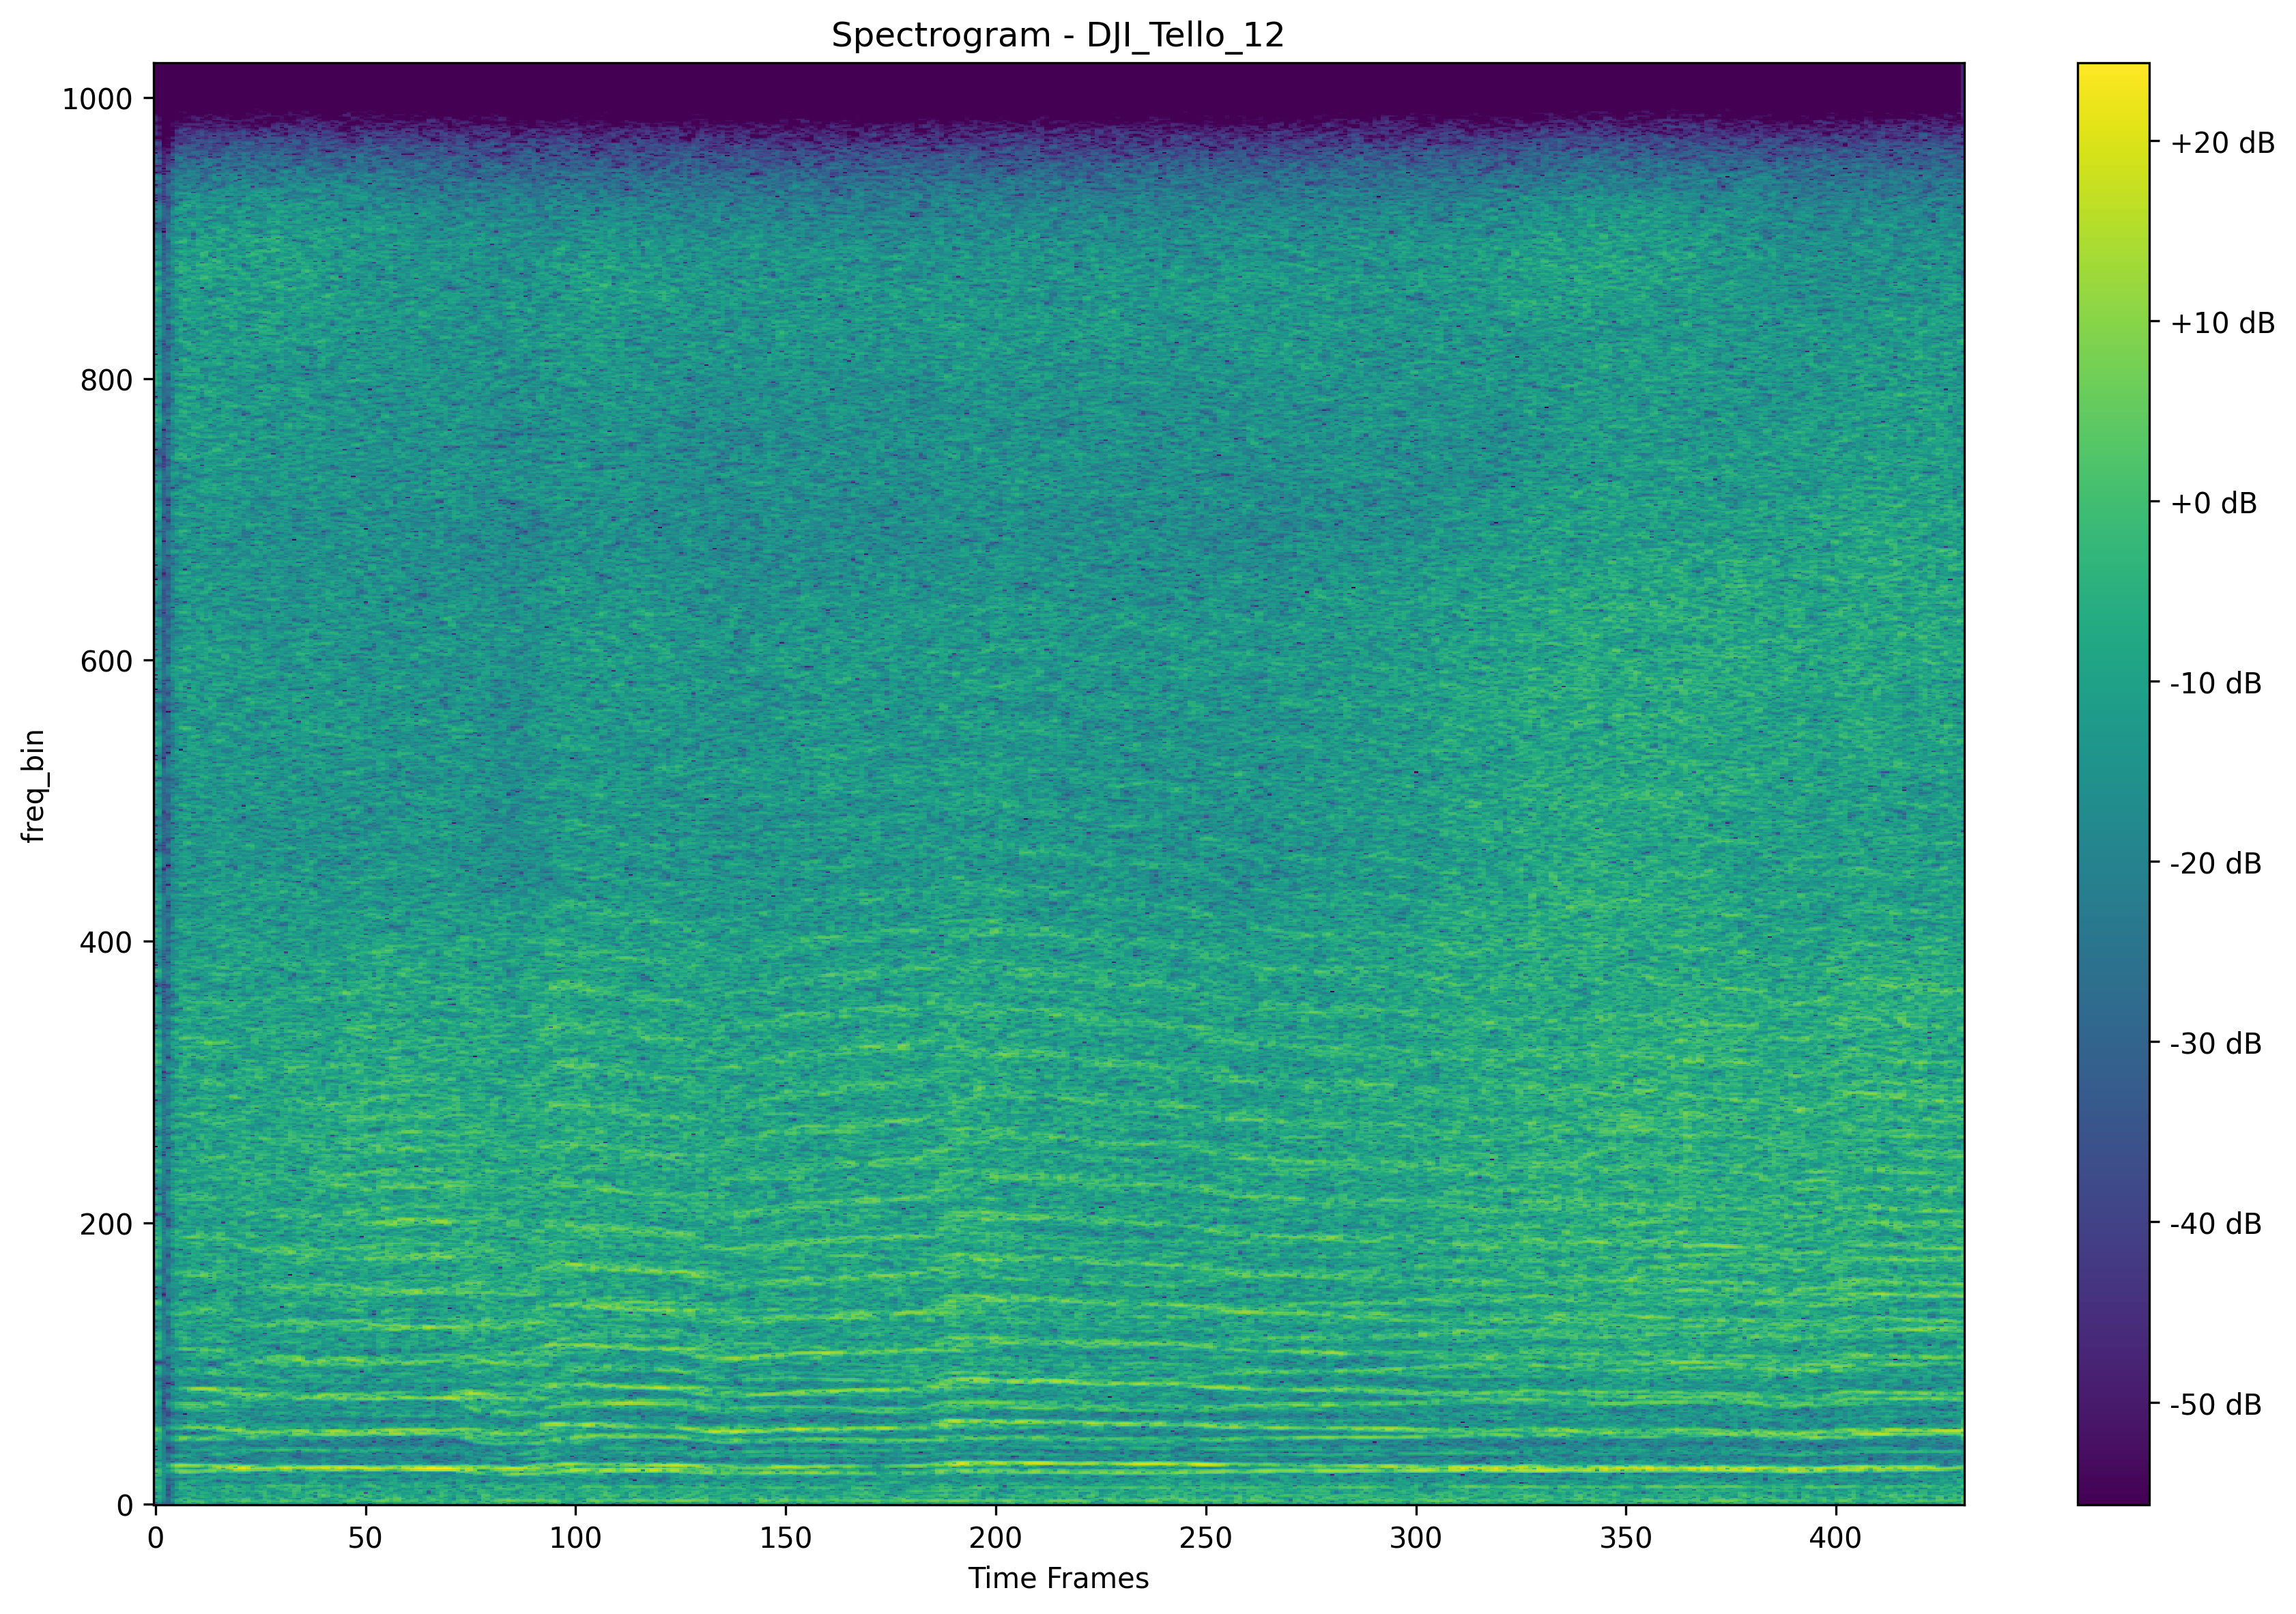 Spectrogram - DJI_Tello_12
1000
800
600
400
200
0
freq_bin
0 50 100 150 200 250 300 350 400
Time Frames
+20 dB
+10 dB
+0 dB
-10 dB
-20 dB
-30 dB
-40 dB
-50 dB